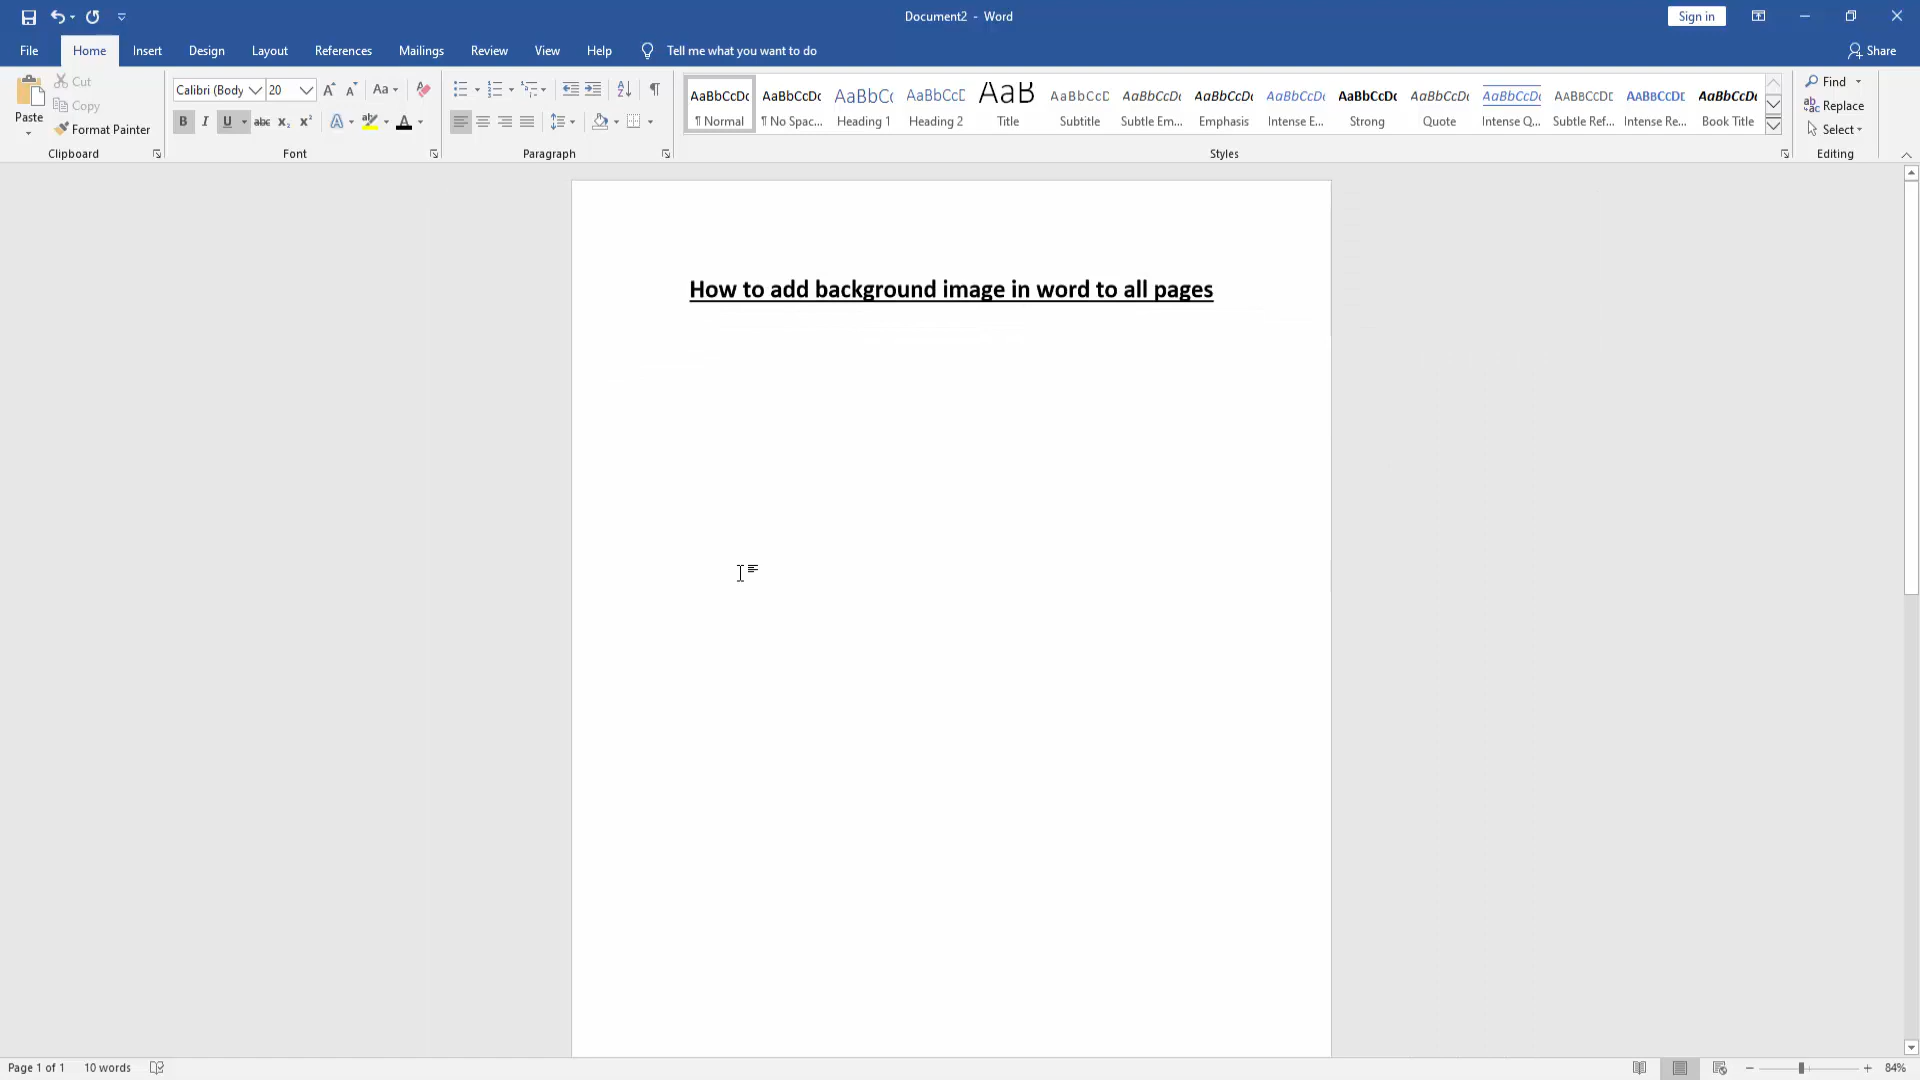 Document2 - Word
Sign in
File Home Insert Design Layout References Mailings Review View Help Tell me what you want to do Share
Paste
Cut
Copy
Format Painter
Clipboard
Calibri (Body 20
Font
Paragraph
AaBbCcDc AaBbCcDc AaBbCc AaBbCcD AaB AaBbCcD AaBbCcDc AaBbCcDc AaBbCcDc AaBbCcDc AaBbCcDc AaBbCcDc AABBCCDD AABBCCDD AaBbCcDc
¶ Normal ¶ No Spac... Heading 1 Heading 2 Title Subtitle Subtle Em... Emphasis Intense E... Strong Quote Intense Q... Subtle Ref... Intense Re... Book Title
Styles
Find
Replace
Select
Editing
How to add background image in word to all pages
Page 1 of 1 10 words 84%